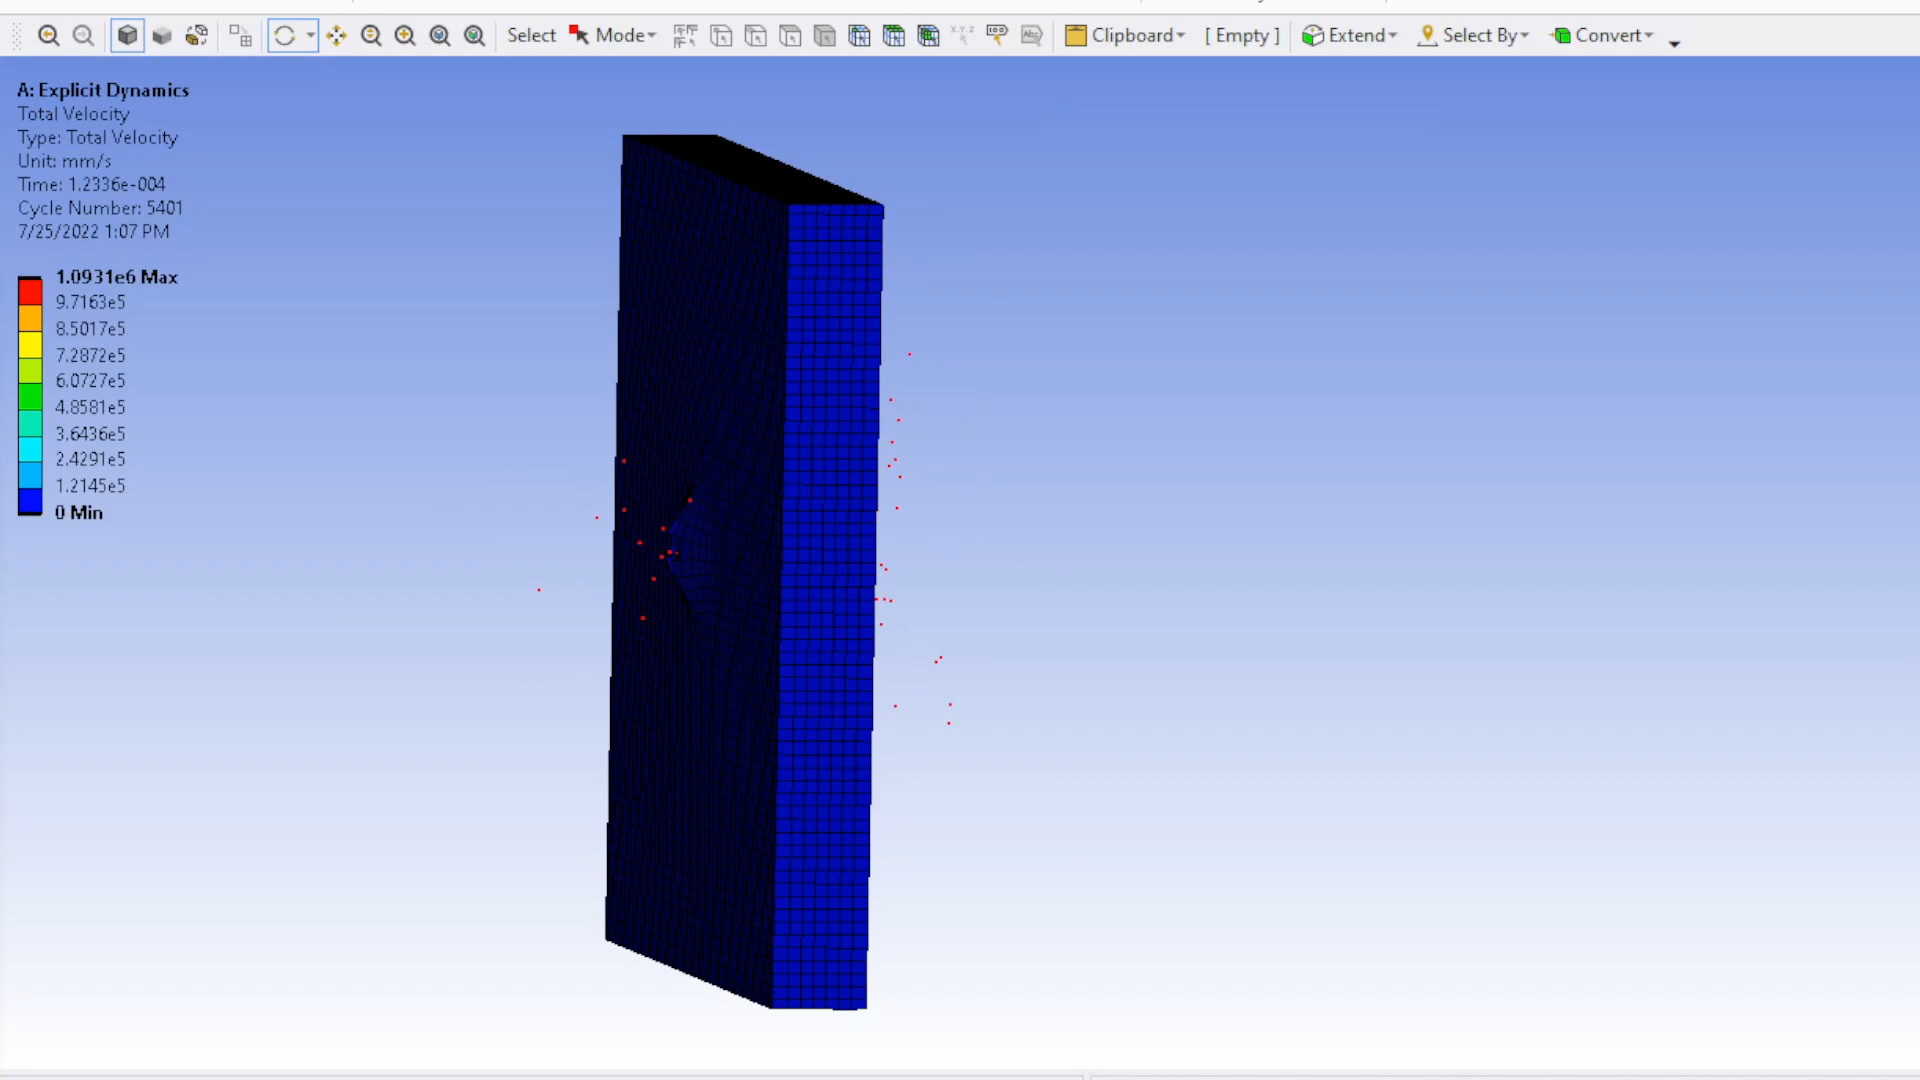 Select Mode Clipboard [ Empty ] Extend Select By Convert
A: Explicit Dynamics
Total Velocity
Type: Total Velocity
Unit: mm/s
Time: 1.2336e-004
Cycle Number: 5401
7/25/2022 1:07 PM
1.0931e6 Max
9.7163e5
8.5017e5
7.2872e5
6.0727e5
4.8581e5
3.6436e5
2.4291e5
1.2145e5
0 Min